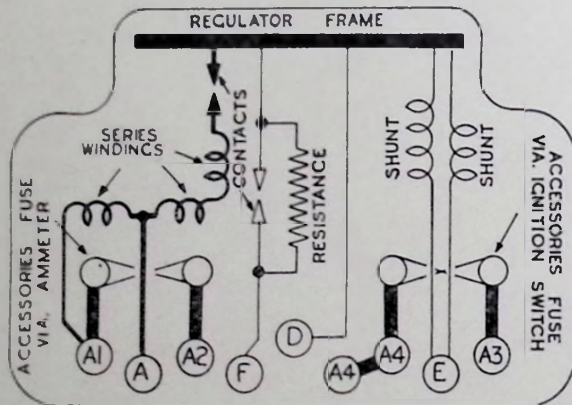 REGULATOR FRAME
SERIES
WINDINGS
CONTACTS
RESISTANCE
SHUNT
SHUNT
ACCESSORIES FUSE
VIA. AMMETER
ACCESSORIES FUSE
VIA. IGNITION
SWITCH
A1
A
A2
F
D
A4
A4
E
A3